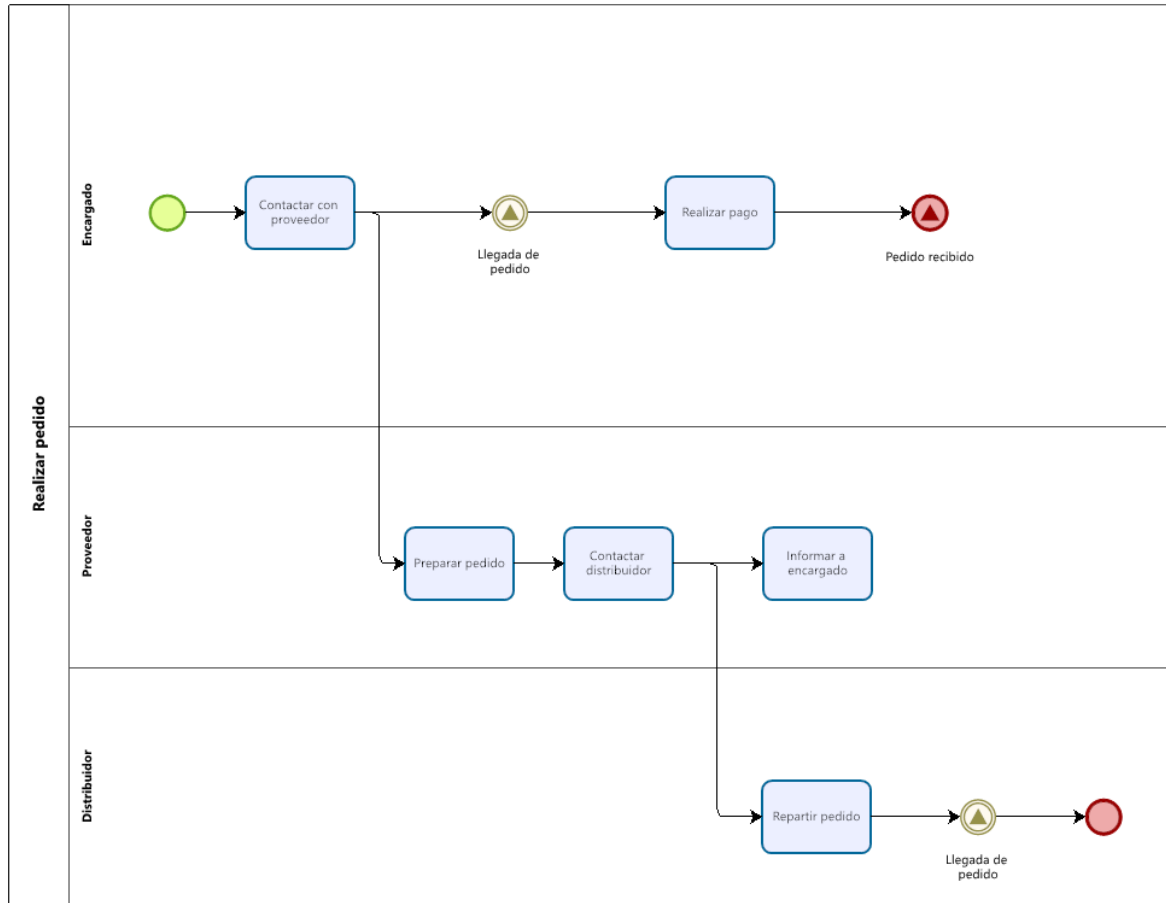 Realizar pedido
Encargado
Contactar con
proveedor
Llegada de
pedido
Realizar pago
Pedido recibido
Proveedor
Preparar pedido
Contactar
distribuidor
Informar a
encargado
Distribuidor
Repartir pedido
Llegada de
pedido